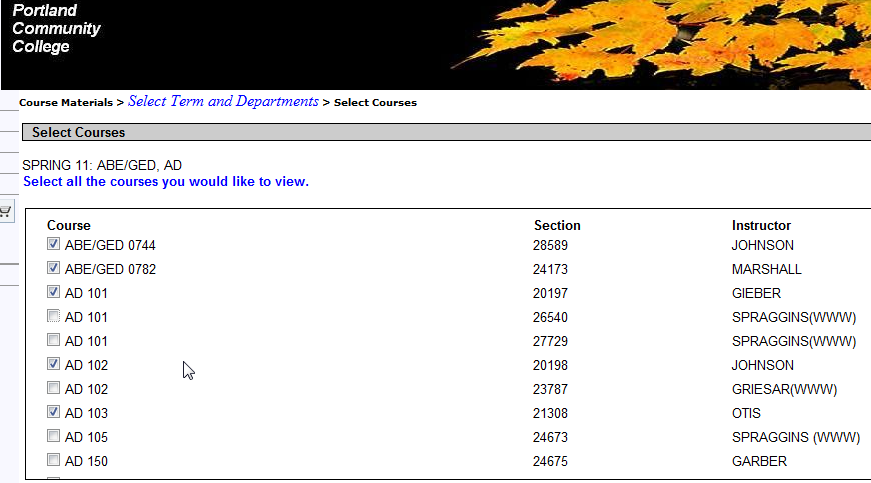 Portland
Community
College
Course Materials > Select Term and Departments > Select Courses
Select Courses
SPRING 11: ABE/GED, AD
Select all the courses you would like to view.
Course Section Instructor
ABE/GED 0744 28589 JOHNSON
ABE/GED 0782 24173 MARSHALL
AD 101 20197 GIEBER
AD 101 26540 SPRAGGINS(WWW)
AD 101 27729 SPRAGGINS(WWW)
AD 102 20198 JOHNSON
AD 102 23787 GRIESAR(WWW)
AD 103 21308 OTIS
AD 105 24673 SPRAGGINS (WWW)
AD 150 24675 GARBER